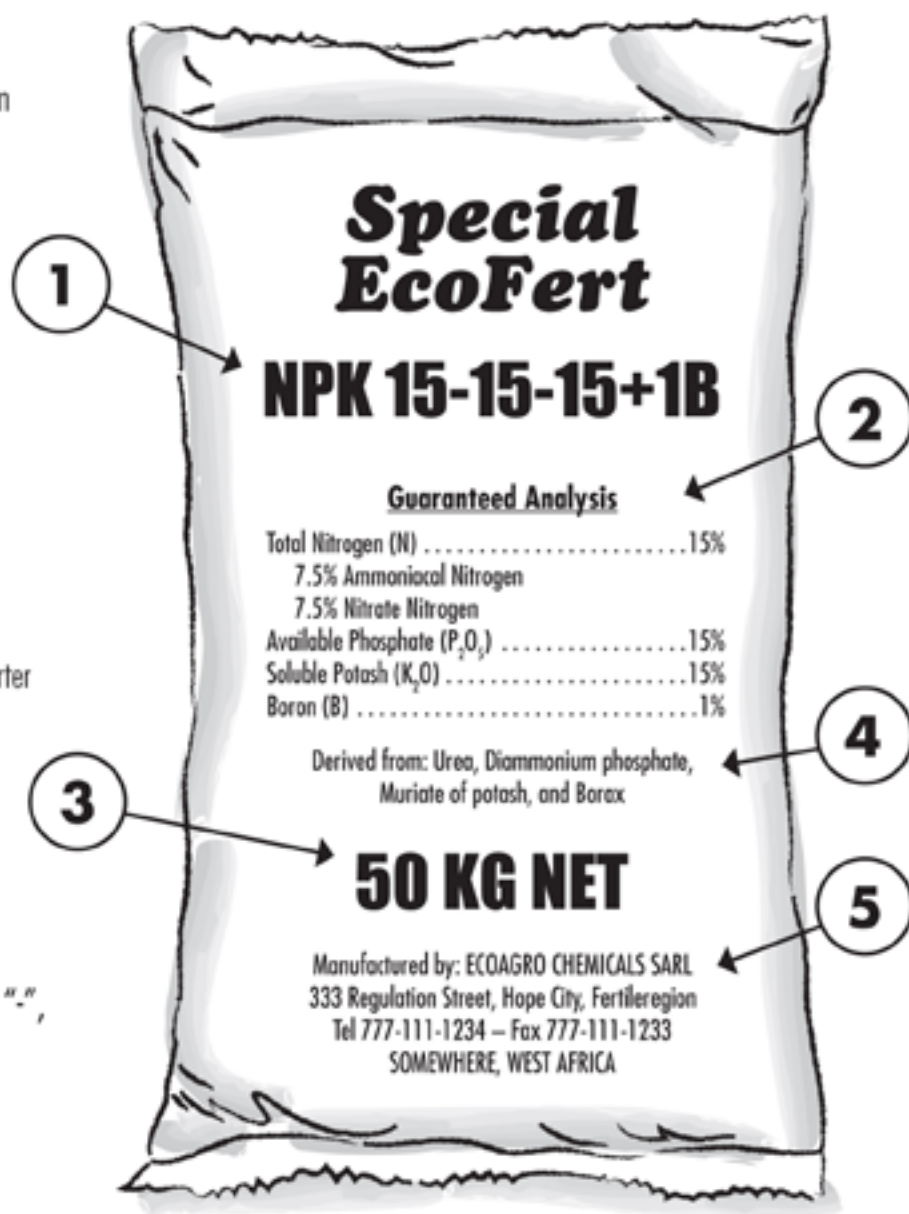 n
Special
EcoFert
1
NPK 15-15-15+1B
2
Guaranteed Analysis
Total Nitrogen (N) ........................15%
7.5% Ammoniacal Nitrogen
7.5% Nitrate Nitrogen
Available Phosphate (P₂O₅) .................15%
Soluble Potash (K₂O) ......................15%
rter
Boron (B) ..............................1%
4
Derived from: Urea, Diammonium phosphate,
Muriate of potash, and Borax
3
50 KG NET
5
Manufactured by: ECOAGRO CHEMICALS SARL
333 Regulation Street, Hope City, Fertileregion
"-",
Tel 777-111-1234 – Fax 777-111-1233
SOMEWHERE, WEST AFRICA